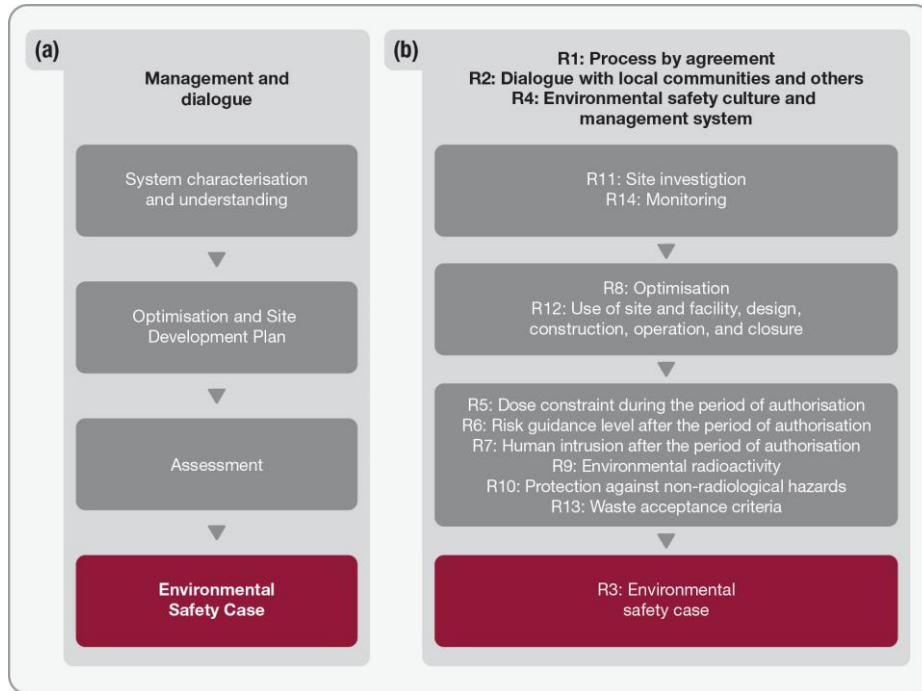 (a)
Management and
dialogue
System characterisation
and understanding
Optimisation and Site
Development Plan
Assessment
Environmental
Safety Case
(b)
R1: Process by agreement
R2: Dialogue with local communities and others
R4: Environmental safety culture and
management system
R11: Site investigtion
R14: Monitoring
R8: Optimisation
R12: Use of site and facility, design,
construction, operation, and closure
R5: Dose constraint during the period of authorisation
R6: Risk guidance level after the period of authorisation
R7: Human intrusion after the period of authorisation
R9: Environmental radioactivity
R10: Protection against non-radiological hazards
R13: Waste acceptance criteria
R3: Environmental
safety case